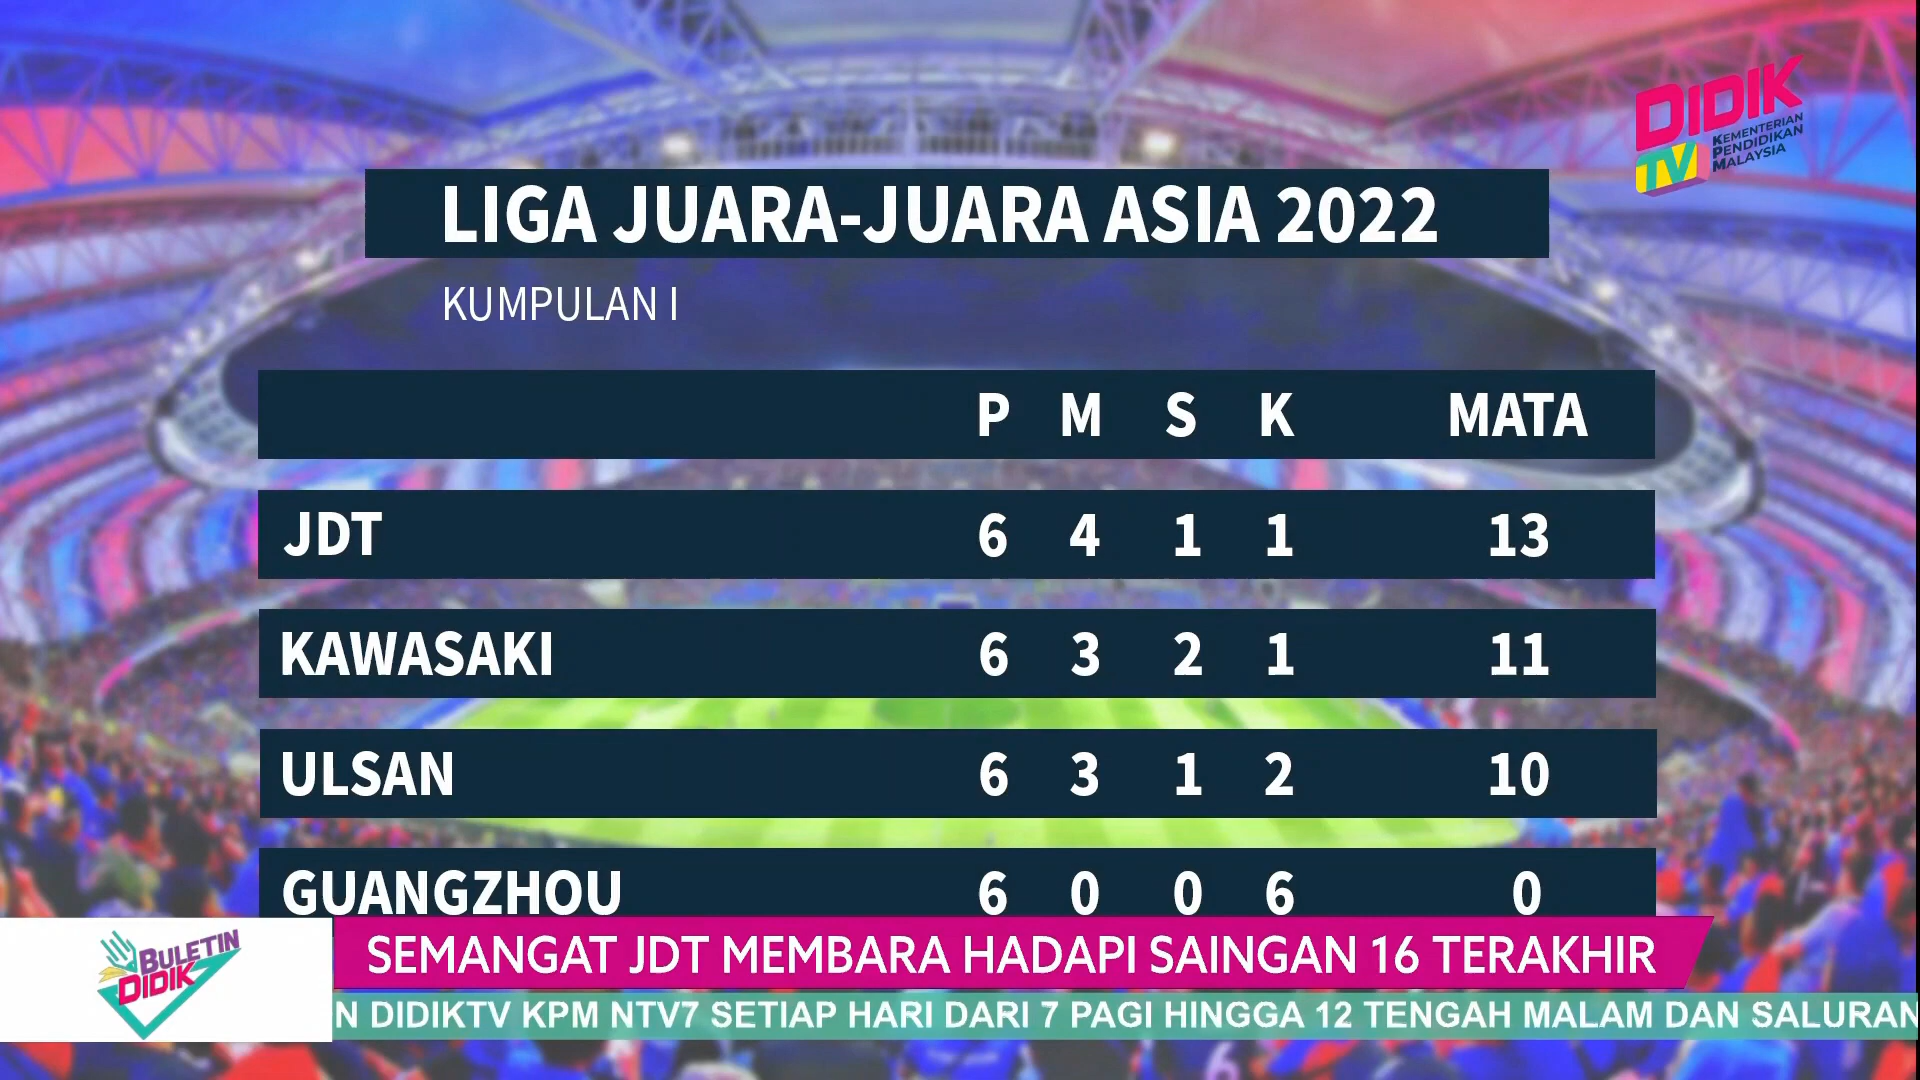 DIDIK
TV
KEMENTERIAN
PENDIDIKAN
MALAYSIA
LIGA JUARA-JUARA ASIA 2022
KUMPULAN I
P M S K MATA
JDT 6 4 1 1 13
KAWASAKI 6 3 2 1 11
ULSAN 6 3 1 2 10
GUANGZHOU 6 0 0 6 0
BULETIN
DIDIK
SEMANGAT JDT MEMBARA HADAPI SAINGAN 16 TERAKHIR
N DIDIKTV KPM NTV7 SETIAP HARI DARI 7 PAGI HINGGA 12 TENGAH MALAM DAN SALURAN